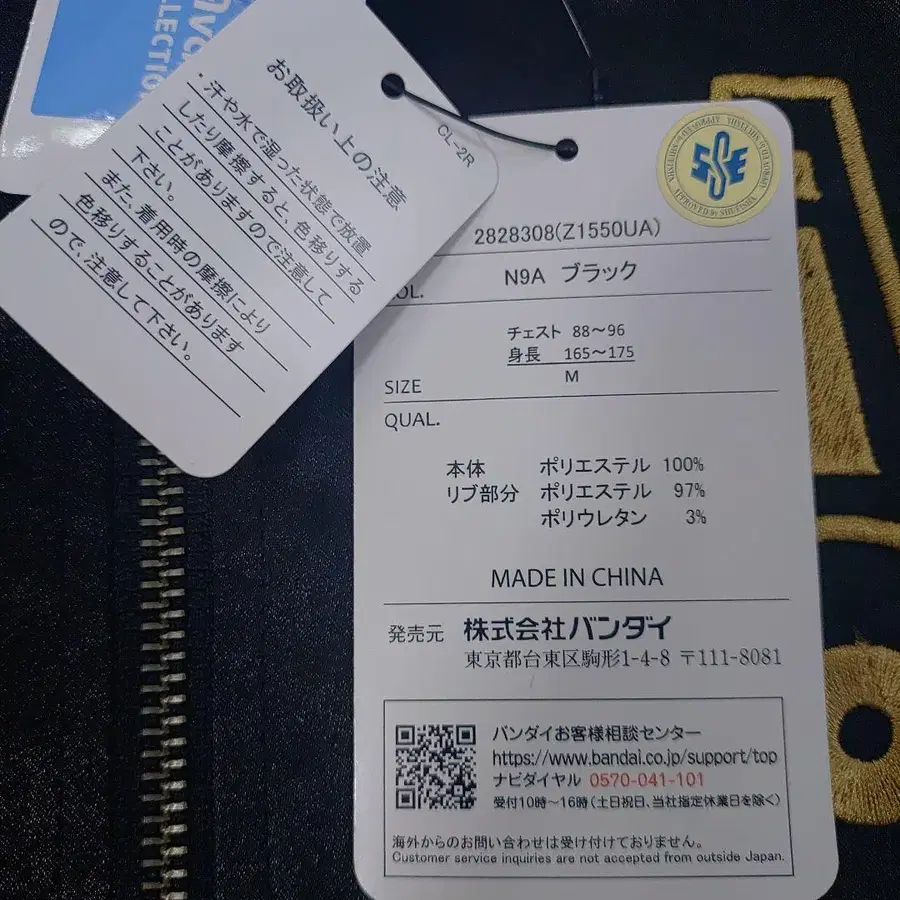 LECTION
お取扱い上の注意
・汗や水で湿った状態で放置
したり摩擦すると、色移りする
ことがありますので注意して
下さい。
また、着用時の摩擦により
色移りすることがあります
ので、注意して下さい。
CL-2R
SSE
APPROVED by SHUEISHA
2828308(Z1550UA)
COL.
N9A ブラック
チェスト 88～96
身長 165～175
SIZE M
QUAL.
本体 ポリエステル 100%
リブ部分 ポリエステル 97%
ポリウレタン 3%
MADE IN CHINA
発売元 株式会社バンダイ
東京都台東区駒形1-4-8 〒111-8081
バンダイお客様相談センター
https://www.bandai.co.jp/support/top
ナビダイヤル 0570-041-101
受付10時～16時(土日祝日、当社指定休業日を除く)
海外からのお問い合わせは受け付けておりません。
Customer service inquiries are not accepted from outside Japan.